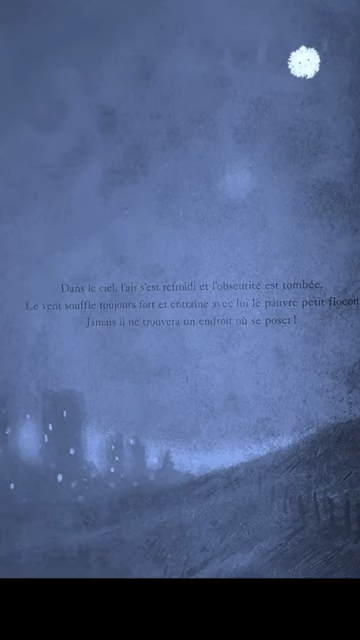 Dans le ciel, l'air s'est refroidi et l'obscurité est tombée.
Le vent souffle toujours fort et entraîne avec lui le pauvre petit flocon
Jamais il ne trouvera un endroit où se poser !